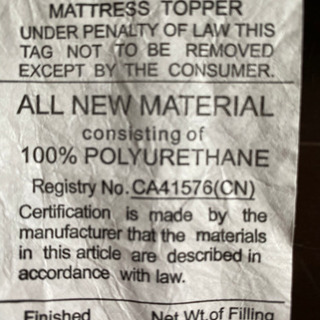 MATTRESS TOPPER
UNDER PENALTY OF LAW THIS
TAG NOT TO BE REMOVED
EXCEPT BY THE CONSUMER.
ALL NEW MATERIAL
consisting of
100% POLYURETHANE
Registry No.CA41576(CN)
Certification is made by the
manufacturer that the materials
in this article are described in
accordance with law.
Finished Net Wt.of Filling